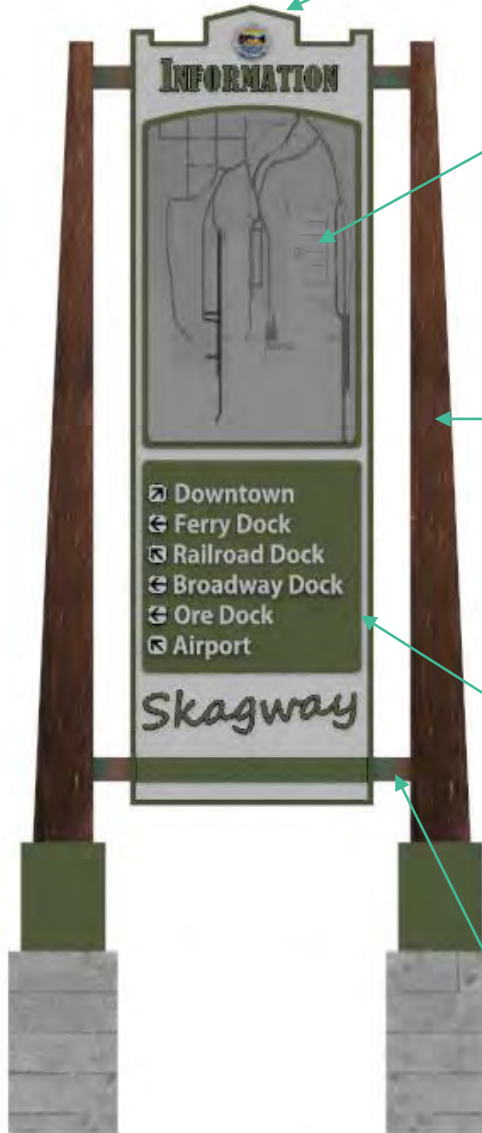 INFORMATION
Downtown
Ferry Dock
Railroad Dock
Broadway Dock
Ore Dock
Airport
Skagway